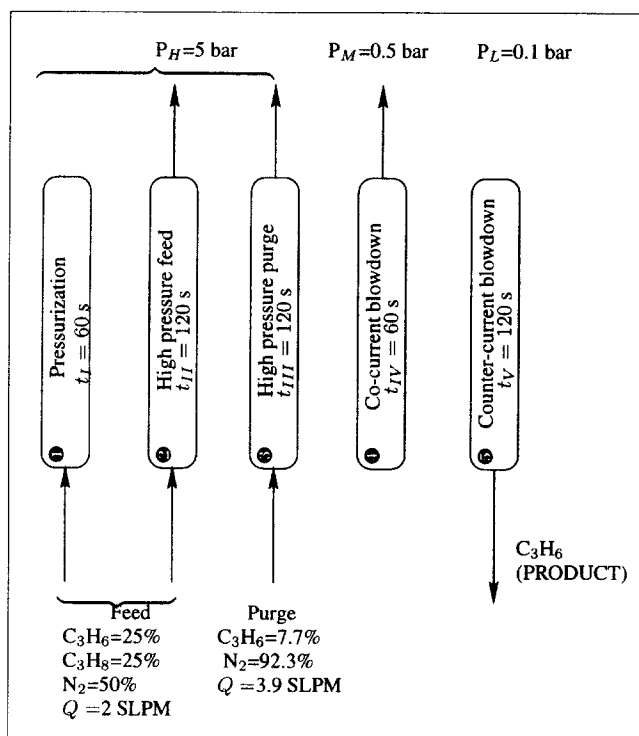 P_H=5 bar
P_M=0.5 bar
P_L=0.1 bar
Pressurization
t_I = 60 s
1
High pressure feed
t_II = 120 s
2
High pressure purge
t_III = 120 s
3
Co-current blowdown
t_IV = 60 s
4
Counter-current blowdown
t_V = 120 s
5
C₃H₆
(PRODUCT)
Feed
C₃H₆=25%
C₃H₈=25%
N₂=50%
Q =2 SLPM
Purge
C₃H₆=7.7%
N₂=92.3%
Q =3.9 SLPM